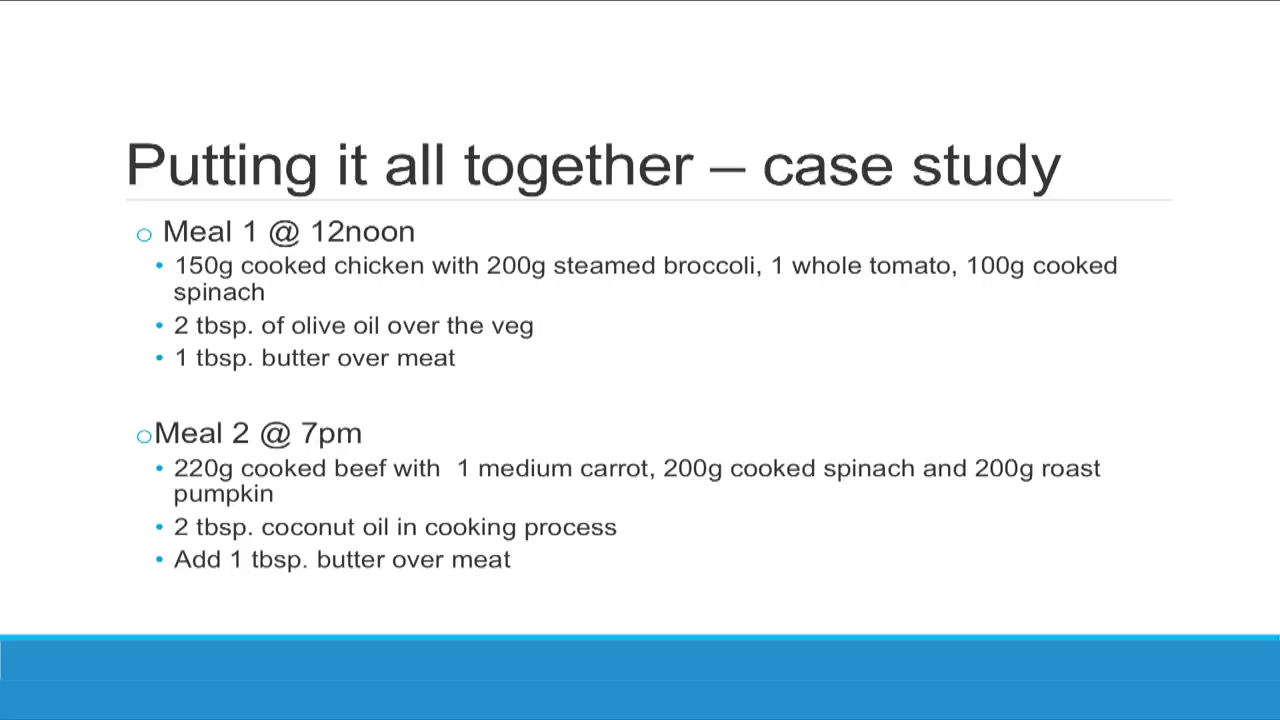 Putting it all together – case study
o Meal 1 @ 12noon
• 150g cooked chicken with 200g steamed broccoli, 1 whole tomato, 100g cooked
spinach
• 2 tbsp. of olive oil over the veg
• 1 tbsp. butter over meat
oMeal 2 @ 7pm
• 220g cooked beef with  1 medium carrot, 200g cooked spinach and 200g roast
pumpkin
• 2 tbsp. coconut oil in cooking process
• Add 1 tbsp. butter over meat